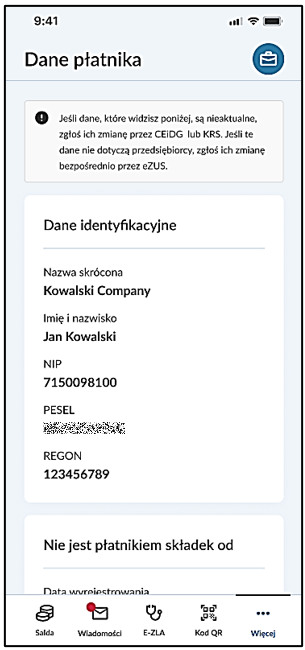 9:41
Dane płatnika
Jeśli dane, które widzisz poniżej, są nieaktualne,
zgłoś ich zmianę przez CEiDG lub KRS. Jeśli te
dane nie dotyczą przedsiębiorcy, zgłoś ich zmianę
bezpośrednio przez eZUS.
Dane identyfikacyjne
Nazwa skrócona
Kowalski Company
Imię i nazwisko
Jan Kowalski
NIP
7150098100
PESEL
REGON
123456789
Nie jest płatnikiem składek od
Data wyrejestrowania
Salda Wiadomości E-ZLA Kod QR Więcej